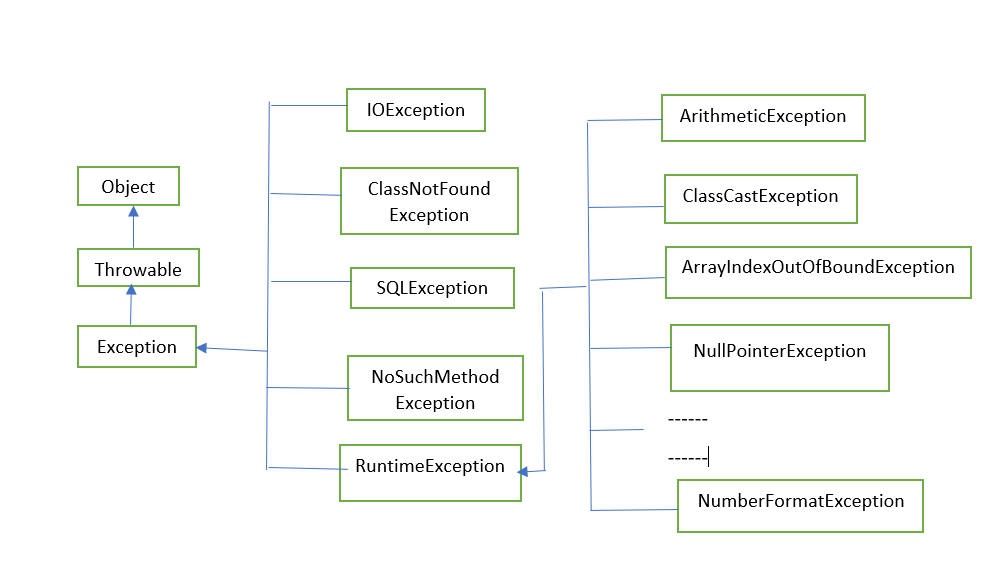 Object
Throwable
Exception
IOException
ClassNotFound
Exception
SQLException
NoSuchMethod
Exception
RuntimeException
ArithmeticException
ClassCastException
ArrayIndexOutOfBoundException
NullPointerException
------
------
NumberFormatException